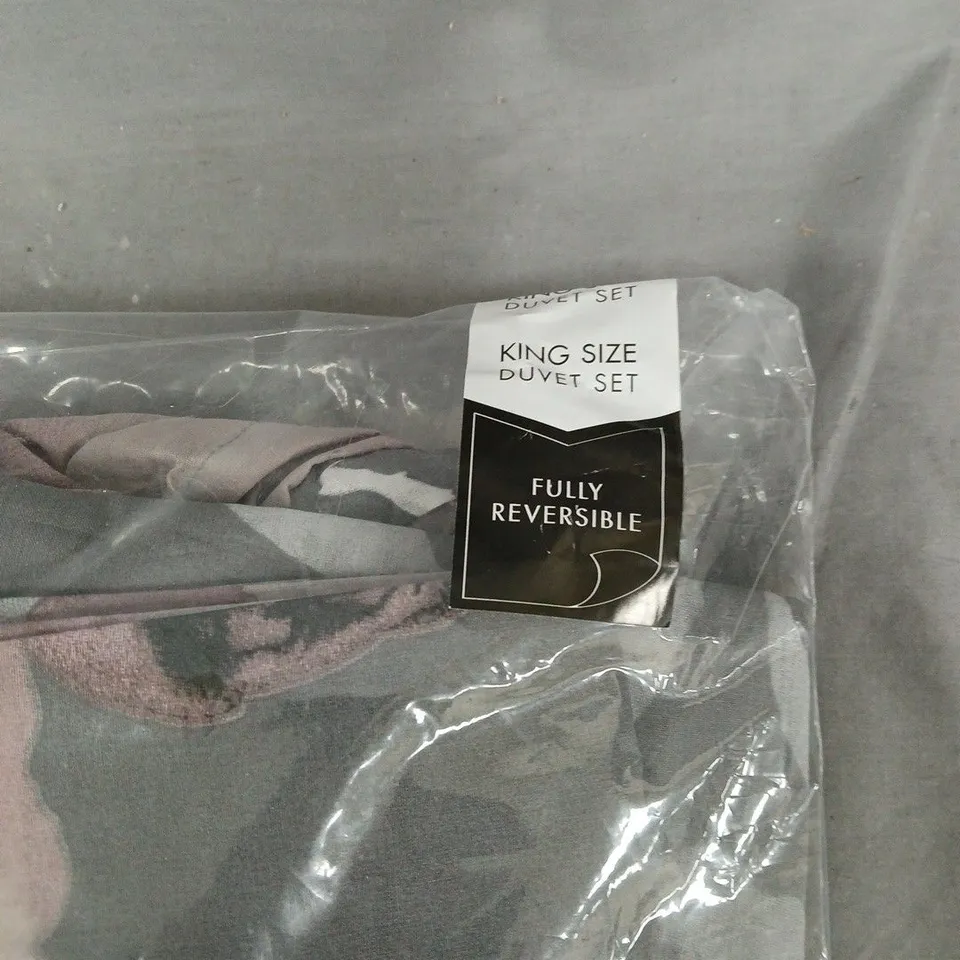 DUVET SET
KING SIZE
DUVET SET
FULLY
REVERSIBLE